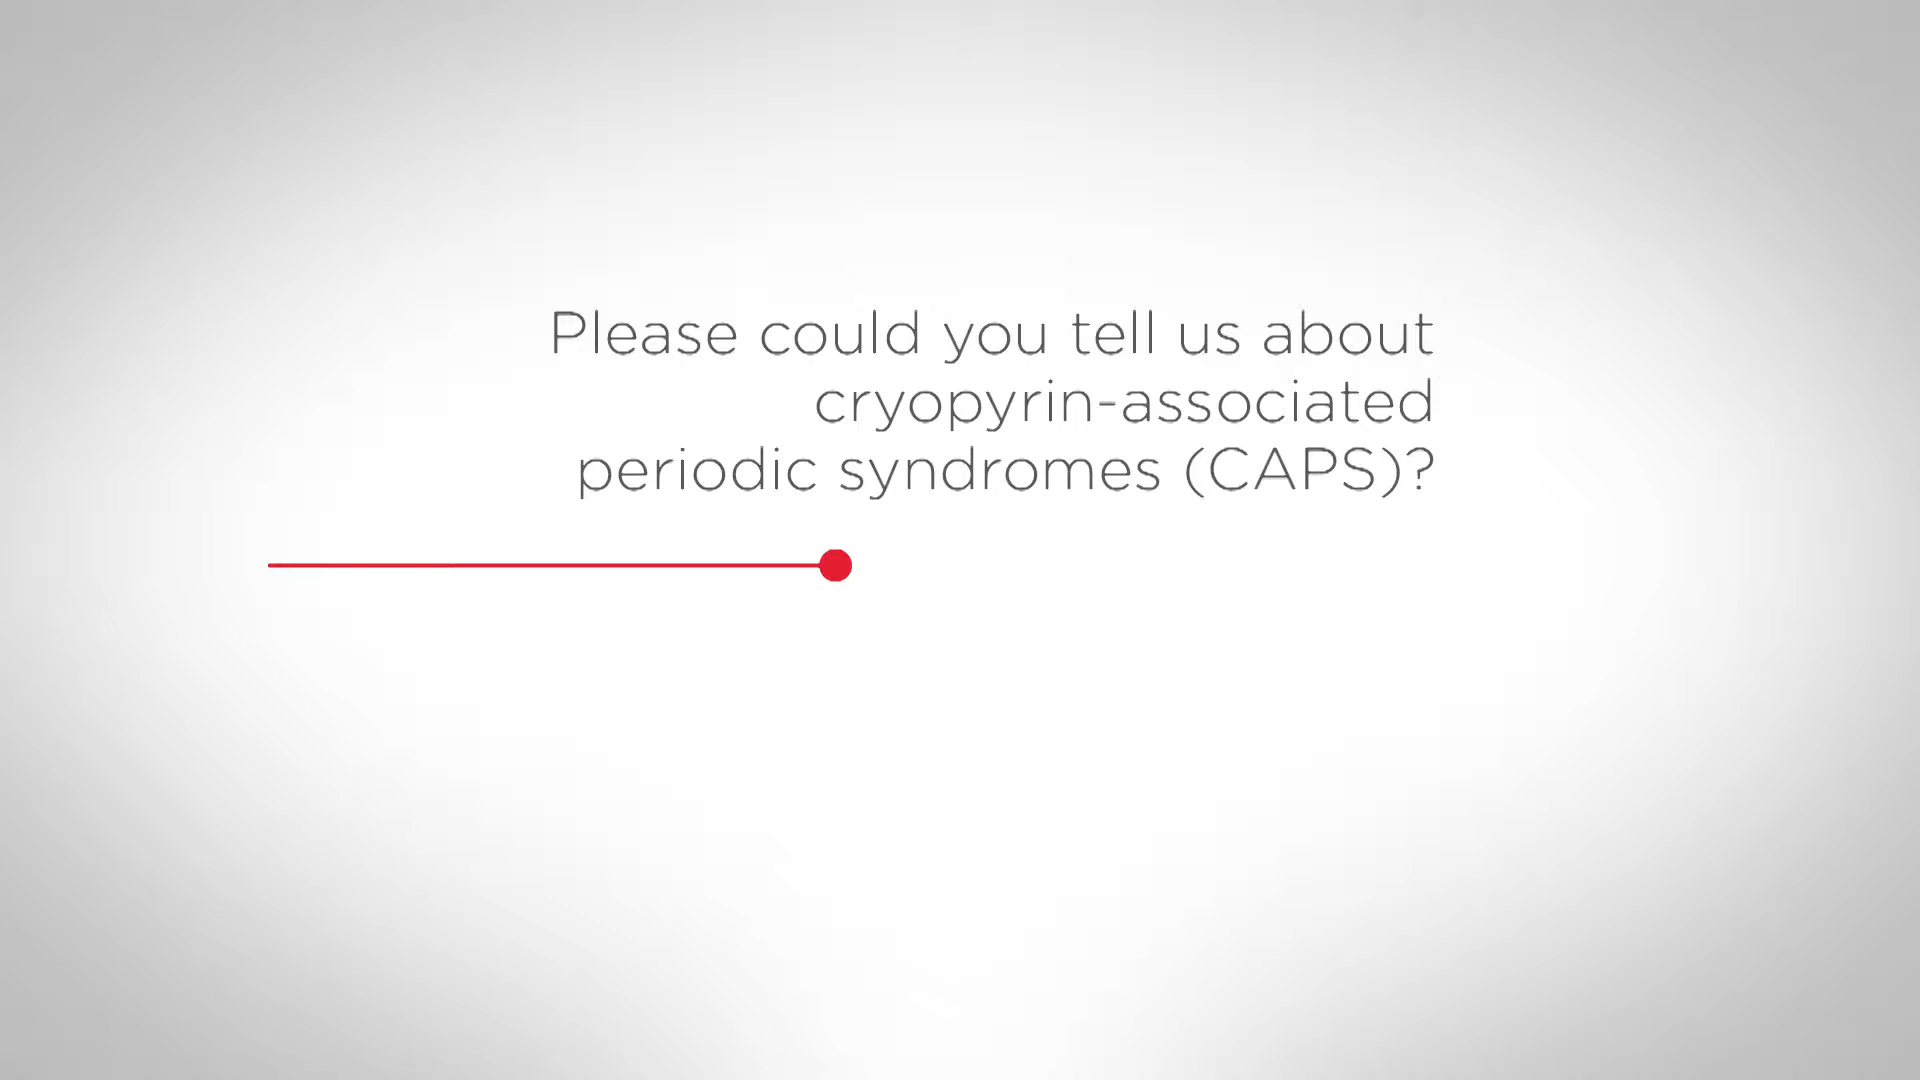 Please could you tell us about
cryopyrin-associated
periodic syndromes (CAPS)?